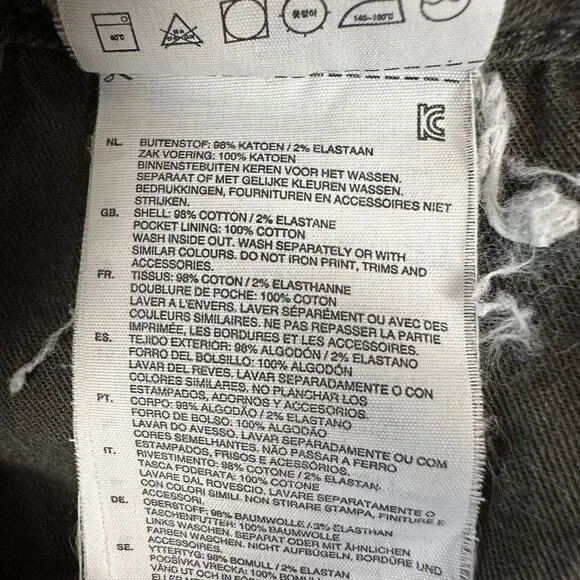 40°C
옷걸이
140~160°C
NL. BUITENSTOF: 98% KATOEN / 2% ELASTAAN
ZAK VOERING: 100% KATOEN
BINNENSTEBUITEN KEREN VOOR HET WASSEN.
SEPARAAT OF MET GELIJKE KLEUREN WASSEN.
BEDRUKKINGEN, FOURNITUREN EN ACCESSOIRES NIET
STRIJKEN.
GB. SHELL: 98% COTTON / 2% ELASTANE
POCKET LINING: 100% COTTON
WASH INSIDE OUT. WASH SEPARATELY OR WITH
SIMILAR COLOURS. DO NOT IRON PRINT, TRIMS AND
ACCESSORIES.
FR. TISSUS: 98% COTON / 2% ELASTHANNE
DOUBLURE DE POCHE: 100% COTON
LAVER A L'ENVERS. LAVER SÉPARÉMENT OU AVEC DES
COULEURS SIMILAIRES. NE PAS REPASSER LA PARTIE
IMPRIMÉE, LES BORDURES ET LES ACCESSOIRES.
ES. TEJIDO EXTERIOR: 98% ALGODÓN / 2% ELASTANO
FORRO DEL BOLSILLO: 100% ALGODÓN
LAVAR DEL REVES. LAVAR SEPARADAMENTE O CON
COLORES SIMILARES. NO PLANCHAR LOS
ESTAMPADOS, ADORNOS Y ACCESORIOS.
PT. CORPO: 98% ALGODÃO / 2% ELASTANO
FORRO DE BOLSO: 100% ALGODÃO
LAVAR DO AVESSO. LAVAR SEPARADAMENTE OU COM
CORES SEMELHANTES. NÃO PASSAR A FERRO
ESTAMPADOS, FRISOS E ACESSÓRIOS.
IT. RIVESTIMENTO: 98% COTONE / 2% ELASTAN
TASCA FODERATA: 100% COTONE
LAVARE DAL ROVESCIO. LAVARE SEPARATAMENTE O
CON COLORI SIMILI. NON STIRARE STAMPA, FINITURE E
ACCESSORI.
DE. OBERSTOFF: 98% BAUMWOLLE / 2% ELASTHAN
TASCHENFUTTER: 100% BAUMWOLLE
LINKS WASCHEN. SEPARAT ODER MIT ÄHNLICHEN
FARBEN WASCHEN. NICHT AUFBÜGELN, BORDÜRE UND
ACCESSOIRES.
SE. YTTERTYG: 98% BOMULL / 2% ELASTAN